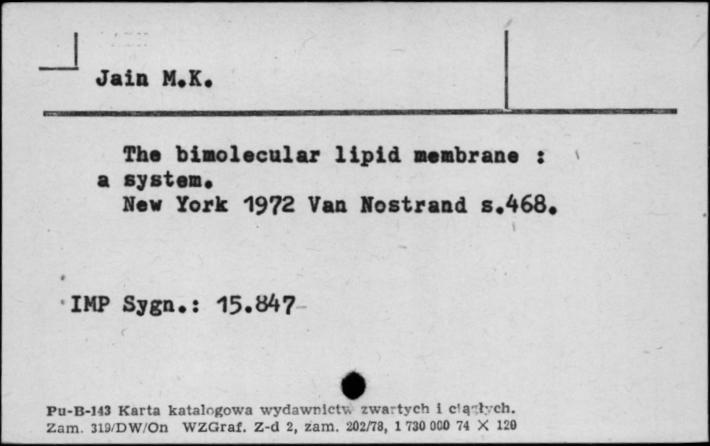 Jain M.K.
The bimolecular lipid membrane :
a system.
New York 1972 Van Nostrand s.468.
IMP Sygn.: 15.847
Pu-B-143 Karta katalogowa wydawnictw zwartych i ciągłych.
Zam. 319/DW/On WZGraf. Z-d 2, zam. 202/78, 1 730 000 74 X 120